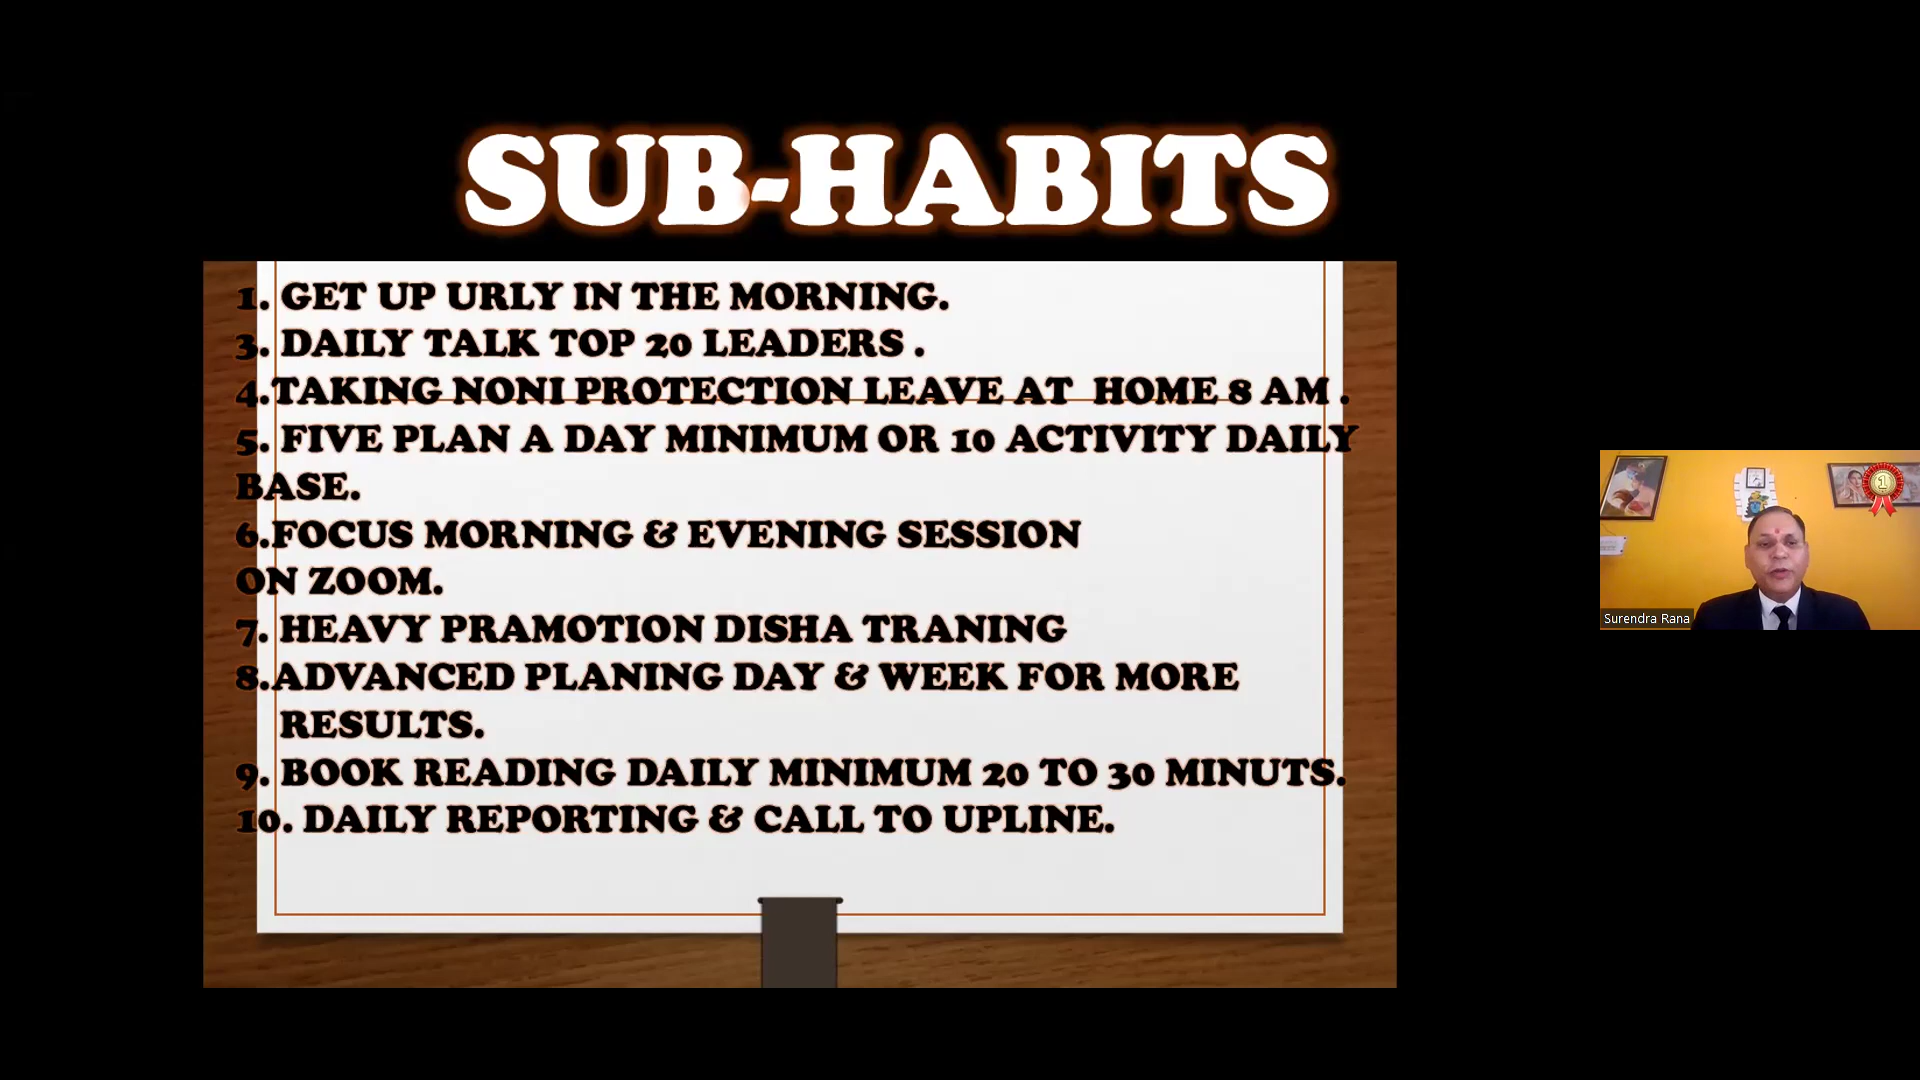 SUB-HABITS
1. GET UP URLY IN THE MORNING.
3. DAILY TALK TOP 20 LEADERS .
4.TAKING NONI PROTECTION LEAVE AT HOME 8 AM .
5. FIVE PLAN A DAY MINIMUM OR 10 ACTIVITY DAILY
BASE.
6.FOCUS MORNING & EVENING SESSION
ON ZOOM.
7. HEAVY PRAMOTION DISHA TRANING
8.ADVANCED PLANING DAY & WEEK FOR MORE
RESULTS.
9. BOOK READING DAILY MINIMUM 20 TO 30 MINUTS.
10. DAILY REPORTING & CALL TO UPLINE.
1
Surendra Rana